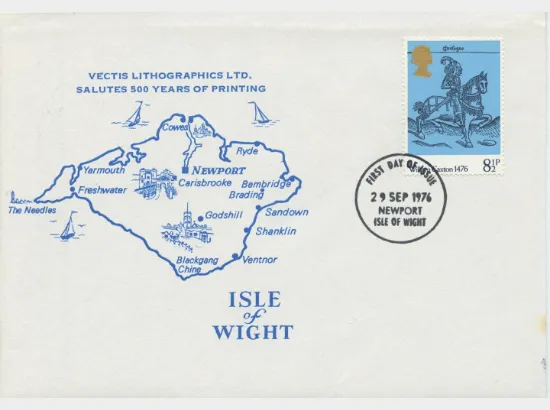 VECTIS LITHOGRAPHICS LTD.
SALUTES 500 YEARS OF PRINTING
Cowes
Ryde
Yarmouth
NEWPORT
Carisbrooke
Bembridge
Freshwater
Brading
The Needles
Godshill
Sandown
Shanklin
Blackgang
Chine
Ventnor
ISLE
of
WIGHT
Caxton 1476
8½P
FIRST DAY OF ISSUE
29 SEP 1976
NEWPORT
ISLE OF WIGHT